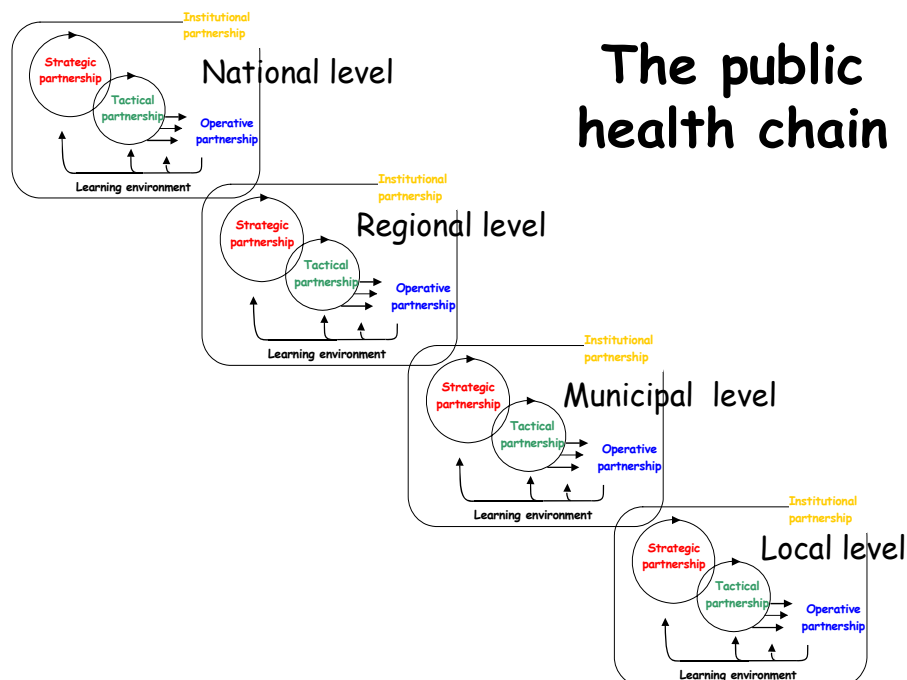 The public
health chain
Institutional
partnership
Strategic
partnership
National level
Tactical
partnership
Operative
partnership
Learning environment
Institutional
partnership
Strategic
partnership
Regional level
Tactical
partnership
Operative
partnership
Learning environment
Institutional
partnership
Strategic
partnership
Municipal  level
Tactical
partnership
Operative
partnership
Learning environment
Institutional
partnership
Strategic
partnership
Local level
Tactical
partnership
Operative
partnership
Learning environment